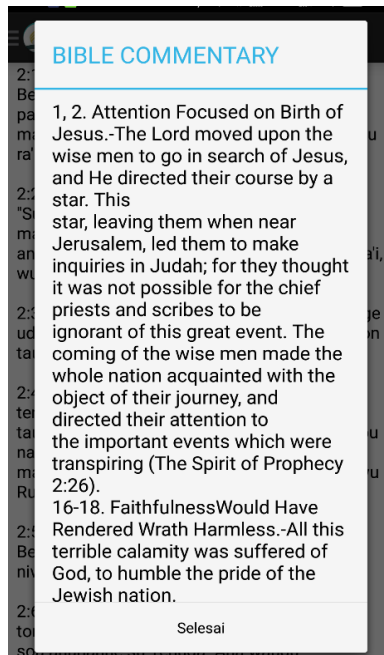 BIBLE COMMENTARY
1, 2. Attention Focused on Birth of
Jesus.-The Lord moved upon the
wise men to go in search of Jesus,
and He directed their course by a
star. This
star, leaving them when near
Jerusalem, led them to make
inquiries in Judah; for they thought
it was not possible for the chief
priests and scribes to be
ignorant of this great event. The
coming of the wise men made the
whole nation acquainted with the
object of their journey, and
directed their attention to
the important events which were
transpiring (The Spirit of Prophecy
2:26).
16-18. FaithfulnessWould Have
Rendered Wrath Harmless.-All this
terrible calamity was suffered of
God, to humble the pride of the
Jewish nation.
Selesai